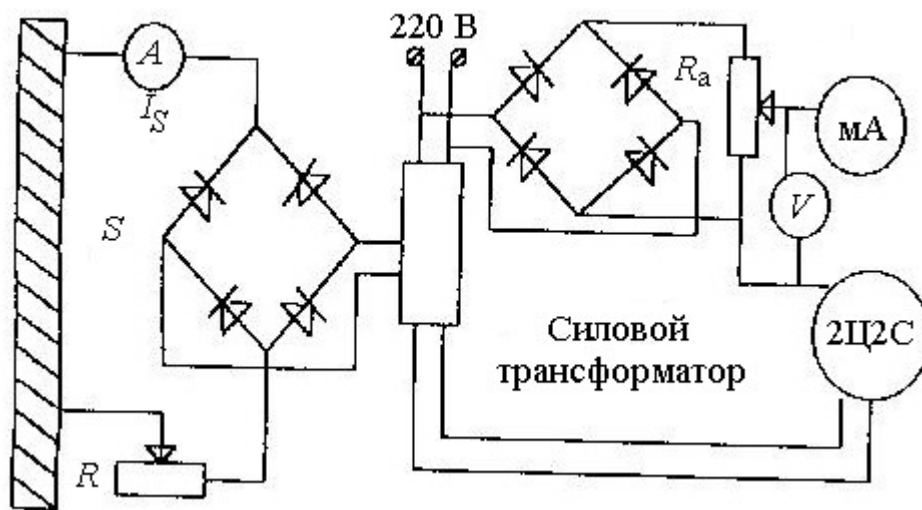 220 В
A
I_S
R_a
мА
V
S
2Ц2С
Силовой
трансформатор
R